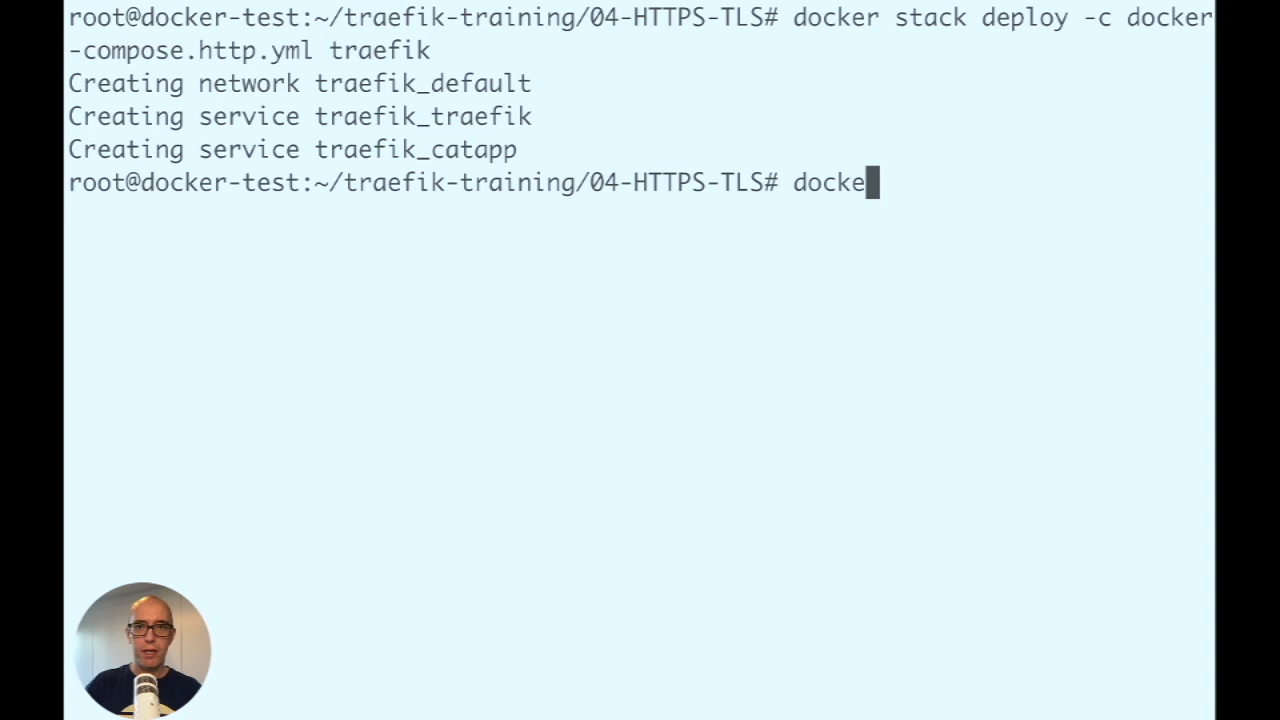 root@docker-test:~/traefik-training/04-HTTPS-TLS# docker stack deploy -c docker
-compose.http.yml traefik
Creating network traefik_default
Creating service traefik_traefik
Creating service traefik_catapp
root@docker-test:~/traefik-training/04-HTTPS-TLS# docke